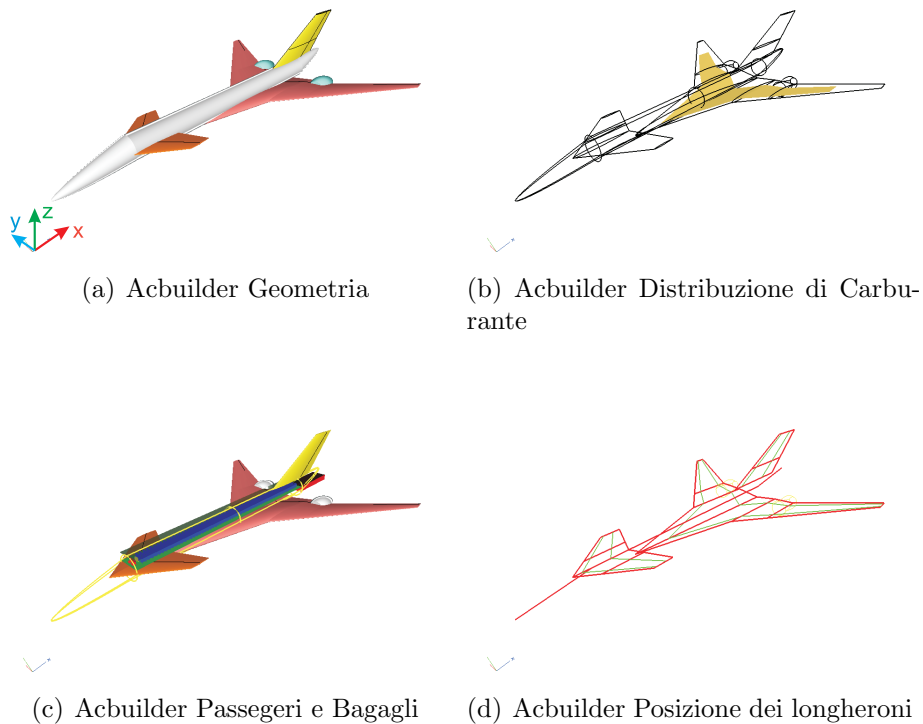 z
y
x
(a) Acbuilder Geometria
(b) Acbuilder Distribuzione di Carbu-
rante
(c) Acbuilder Passegeri e Bagagli
(d) Acbuilder Posizione dei longheroni